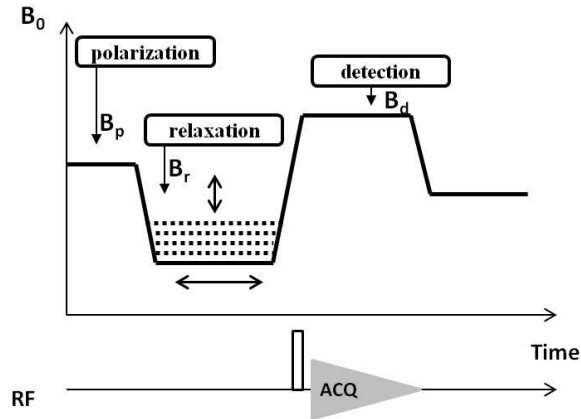 B0
polarization
detection
Bp
Bd
relaxation
Br
Time
RF
ACQ